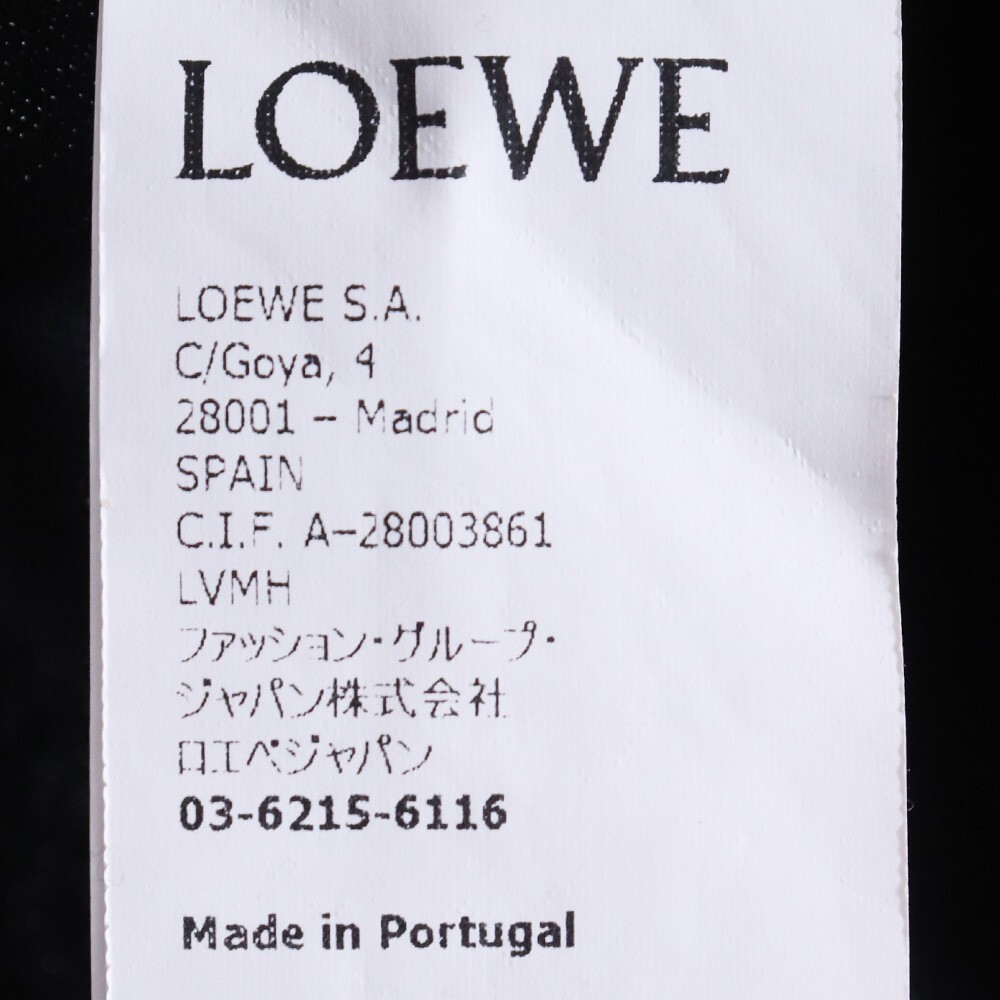 LOEWE
LOEWE S.A.
C/Goya, 4
28001 – Madrid
SPAIN
C.I.F. A–28003861
LVMH
ファッション・グループ・
ジャパン株式会社
ロエベジャパン
03-6215-6116
Made in Portugal